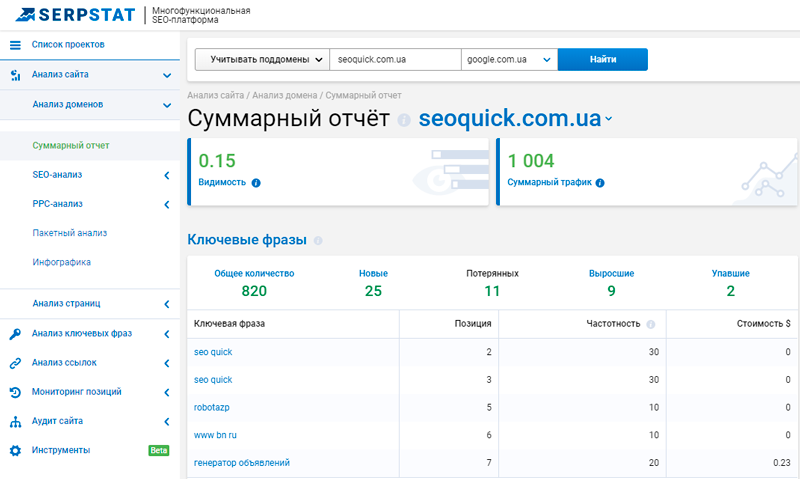 SERPSTAT
Многофункциональная
SEO-платформа
Список проектов
Анализ сайта
Анализ доменов
Суммарный отчет
SEO-анализ
PPC-анализ
Пакетный анализ
Инфографика
Анализ страниц
Анализ ключевых фраз
Анализ ссылок
Мониторинг позиций
Аудит сайта
Инструменты Beta
Учитывать поддомены seoquick.com.ua google.com.ua Найти
Анализ сайта / Анализ домена / Суммарный отчет
Суммарный отчёт seoquick.com.ua
0.15
Видимость
1 004
Суммарный трафик
Ключевые фразы
Общее количество Новые Потерянных Выросшие Упавшие
820 25 11 9 2
Ключевая фраза Позиция Частотность Стоимость $
seo quick 2 30 0
seo quick 3 30 0
robotazp 5 10 0
www bn ru 6 10 0
генератор объявлений 7 20 0.23